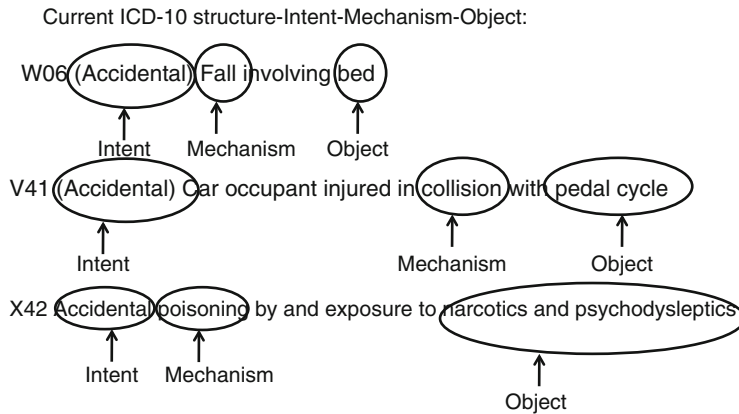 Current ICD-10 structure-Intent-Mechanism-Object:
W06 (Accidental) Fall involving bed
Intent Mechanism Object
V41 (Accidental) Car occupant injured in collision with pedal cycle
Intent Mechanism Object
X42 Accidental poisoning by and exposure to narcotics and psychodysleptics
Intent Mechanism
Object